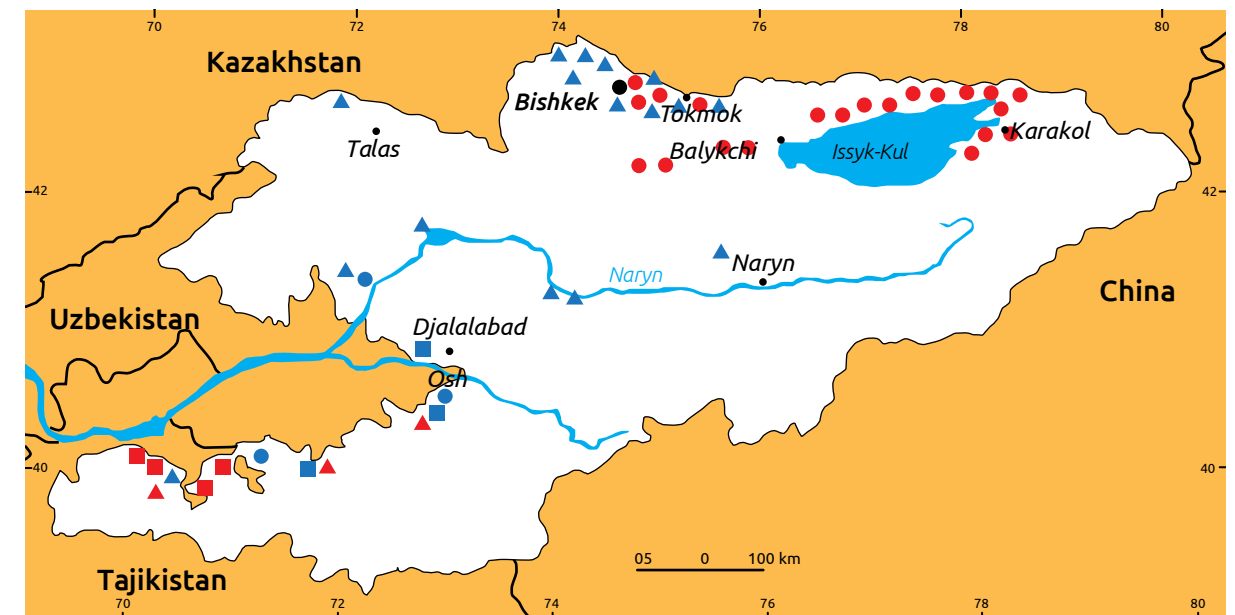 70 72 74 76 78 80
Kazakhstan
Bishkek
Tokmok
Talas
Balykchi
Issyk-Kul
Karakol
42 42
Naryn
Naryn
China
Uzbekistan
Djalalabad
Osh
40 40
05 0 100 km
Tajikistan
70 72 74 76 78 80